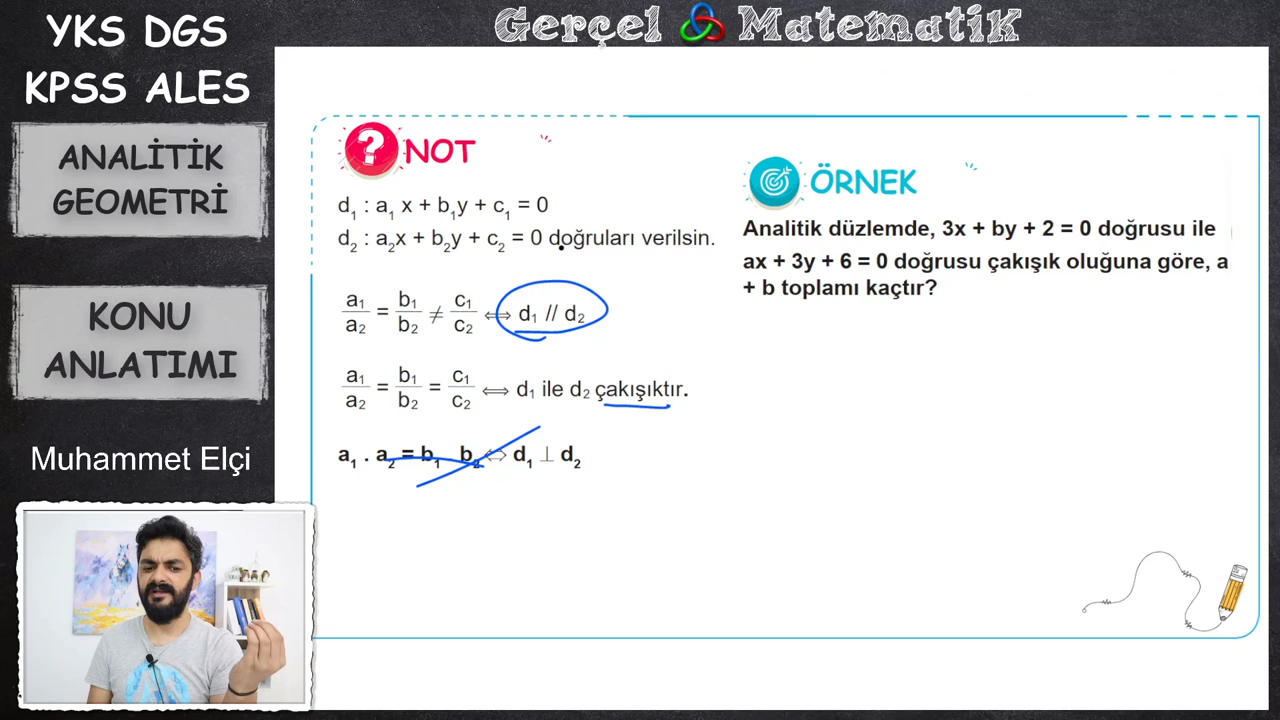 YKS DGS
KPSS ALES
ANALİTİK
GEOMETRİ
KONU
ANLATIMI
Muhammet Elçi
Gerçel Matematik
NOT
d₁ : a₁ x + b₁y + c₁ = 0
d₂ : a₂x + b₂y + c₂ = 0 doğruları verilsin.
a₁/a₂ = b₁/b₂ ≠ c₁/c₂ ⟺ d₁ // d₂
a₁/a₂ = b₁/b₂ = c₁/c₂ ⟺ d₁ ile d₂ çakışıktır.
a₁ . a₂ = b₁ . b₂ ⇔ d₁ ⊥ d₂
ÖRNEK
Analitik düzlemde, 3x + by + 2 = 0 doğrusu ile
ax + 3y + 6 = 0 doğrusu çakışık oluğuna göre, a
+ b toplamı kaçtır?